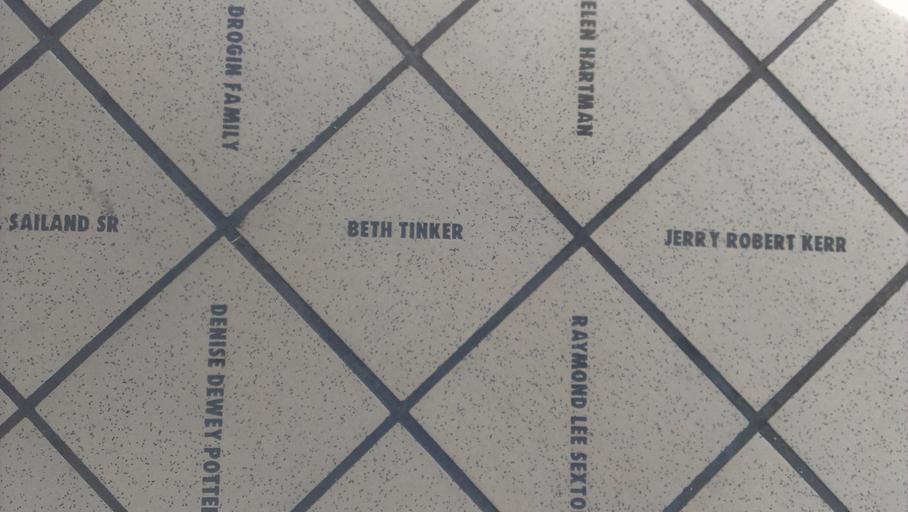 DROGIN FAMILY
ELEN HARTMAN
SAILAND SR
BETH TINKER
JERRY ROBERT KERR
DENISE DEWEY POTTE
RAYMOND LEE SEXTO